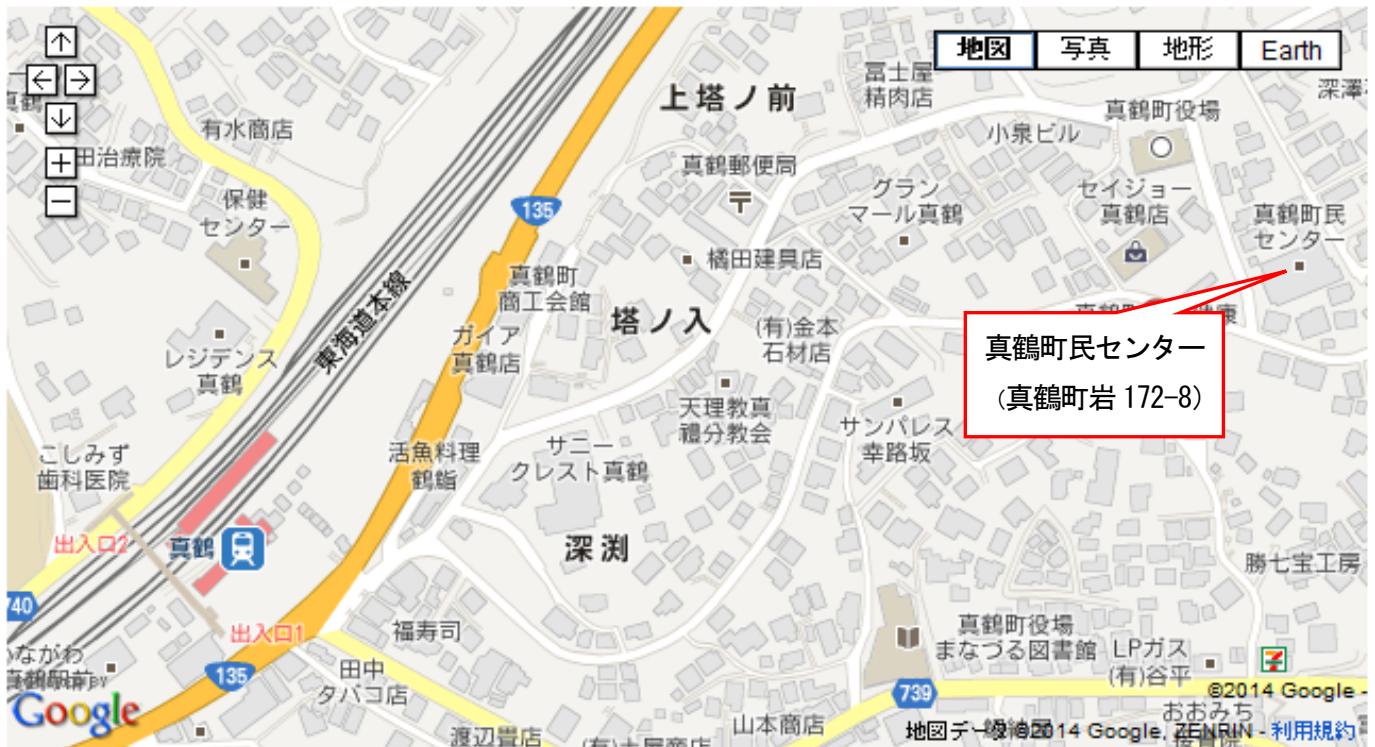 地図 写真 地形 Earth
上塔ノ前
富士屋
精肉店
真鶴町役場
小泉ビル
有水商店
田治療院
保健
センター
135
真鶴郵便局
グラン
マール真鶴
セイジョー
真鶴店
真鶴町民
センター
橘田建具店
真鶴町
商工会館
東海道本線
塔ノ入
(有)金本
石材店
ガイア
真鶴店
レジデンス
真鶴
真鶴町民センター
(真鶴町岩 172-8)
天理教真
禮分教会
サンパレス
幸路坂
こしみず
歯科医院
活魚料理
鶴鮨
サニー
クレスト真鶴
出入口2
真鶴
深渕
勝七宝工房
740
出入口1
福寿司
真鶴町役場
まなづる図書館
LPガス
(有)谷平
135
田中
タバコ店
739
Google
©2014 Google -
おおみち
渡辺畳店
山本商店
地図データ ©2014 Google, ZENRIN - 利用規約